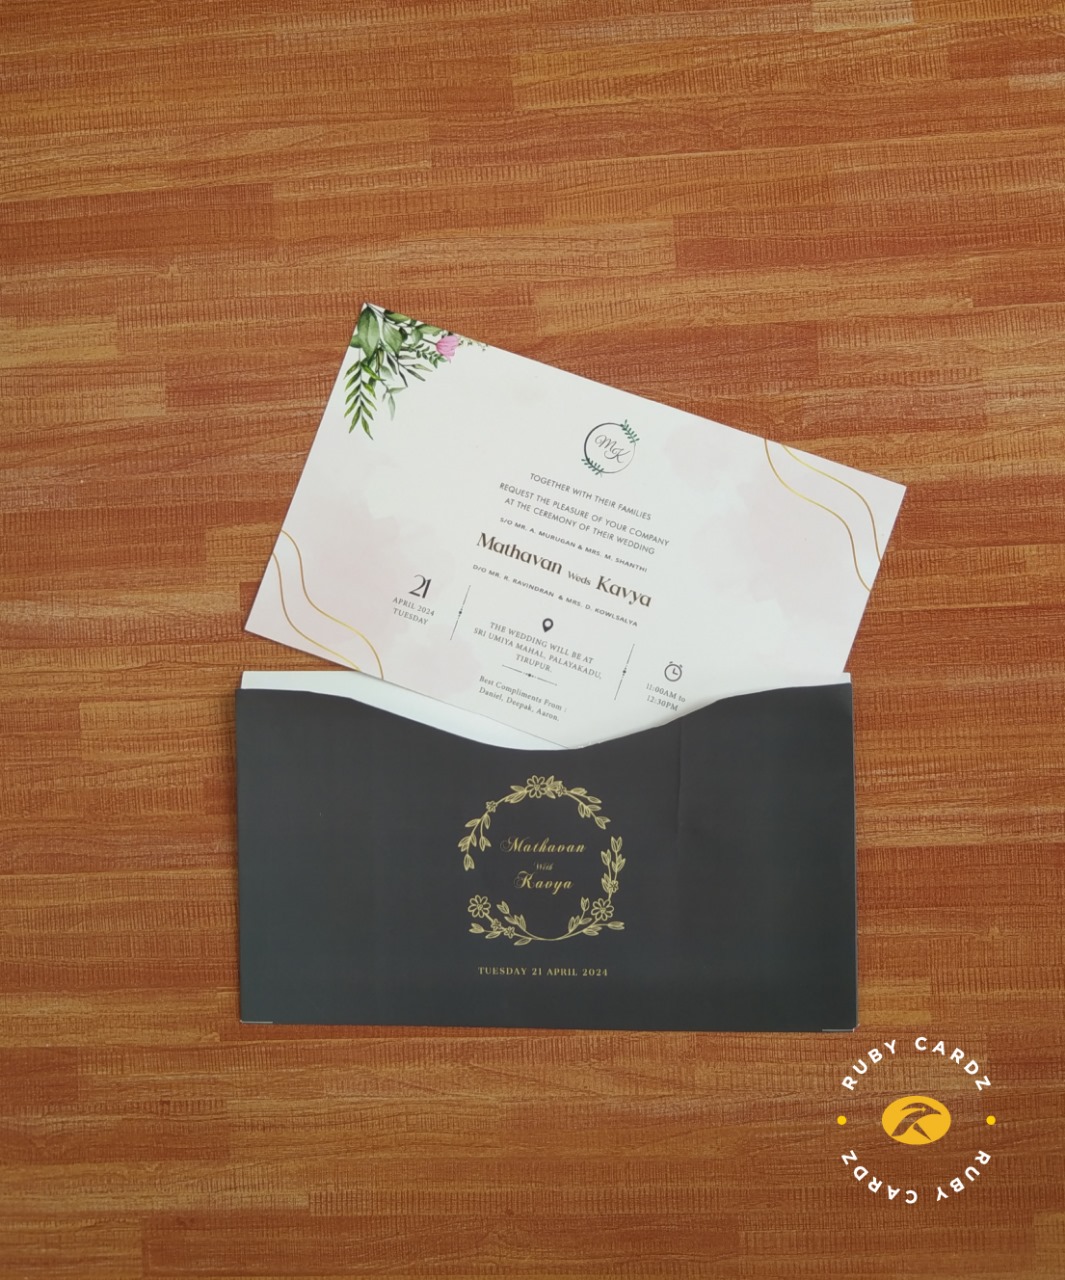 MK
TOGETHER WITH THEIR FAMILIES
REQUEST THE PLEASURE OF YOUR COMPANY
AT THE CEREMONY OF THEIR WEDDING
S/O MR. A. MURUGAN & MRS. M. SHANTHI
Mathavan Weds Kavya
D/O MR. R. RAVINDRAN & MRS. D. KOWLSALYA
21
APRIL 2024
TUESDAY
THE WEDDING WILL BE AT
SRI UMIYA MAHAL, PALAYAKADU,
TIRUPUR.
11:00AM to
12:30PM
Best Compliments From :
Daniel, Deepak, Aaron.
Mathavan
Kavya
TUESDAY 21 APRIL 2024
RUBY CARDZ
RUBY CARDZ